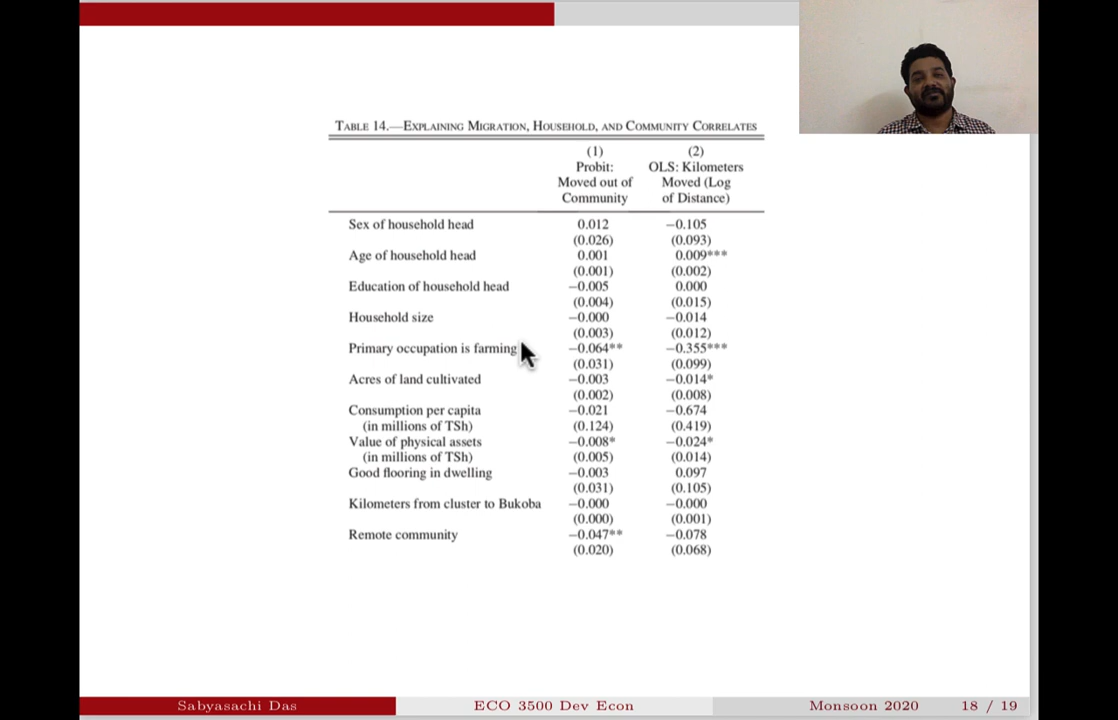 TABLE 14.—EXPLAINING MIGRATION, HOUSEHOLD, AND COMMUNITY CORRELATES
(1) (2)
Probit: OLS: Kilometers
Moved out of Moved (Log
Community of Distance)
Sex of household head 0.012 −0.105
(0.026) (0.093)
Age of household head 0.001 0.009***
(0.001) (0.002)
Education of household head −0.005 0.000
(0.004) (0.015)
Household size −0.000 −0.014
(0.003) (0.012)
Primary occupation is farming −0.064** −0.355***
(0.031) (0.099)
Acres of land cultivated −0.003 −0.014*
(0.002) (0.008)
Consumption per capita −0.021 −0.674
(in millions of TSh) (0.124) (0.419)
Value of physical assets −0.008* −0.024*
(in millions of TSh) (0.005) (0.014)
Good flooring in dwelling −0.003 0.097
(0.031) (0.105)
Kilometers from cluster to Bukoba −0.000 −0.000
(0.000) (0.001)
Remote community −0.047** −0.078
(0.020) (0.068)
Sabyasachi Das ECO 3500 Dev Econ Monsoon 2020 18 / 19